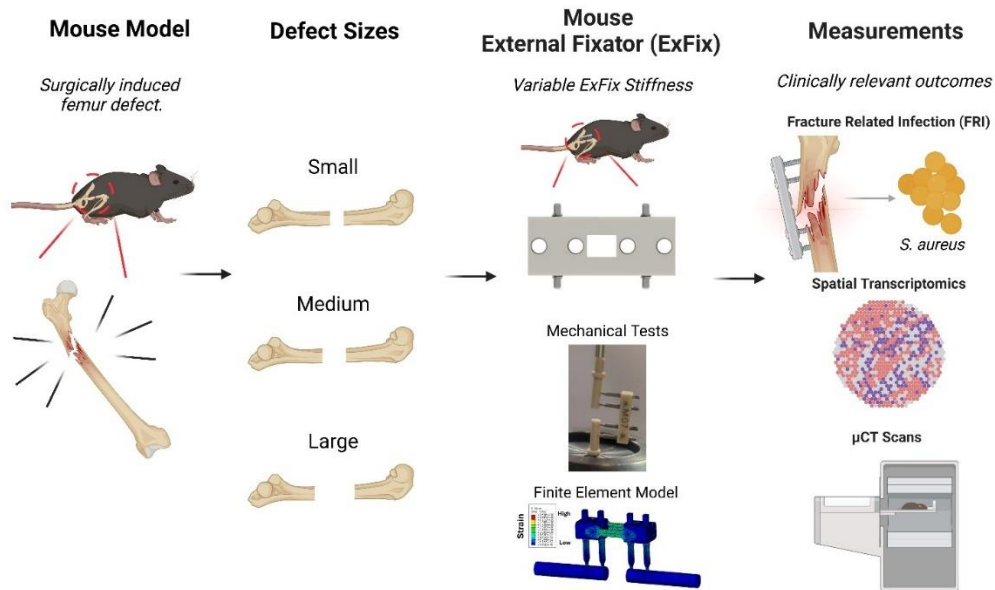 Mouse Model
Surgically induced
femur defect.
Defect Sizes
Small
Medium
Large
Mouse
External Fixator (ExFix)
Variable ExFix Stiffness
Mechanical Tests
Finite Element Model
Strain
High
Low
Measurements
Clinically relevant outcomes
Fracture Related Infection (FRI)
S. aureus
Spatial Transcriptomics
µCT Scans